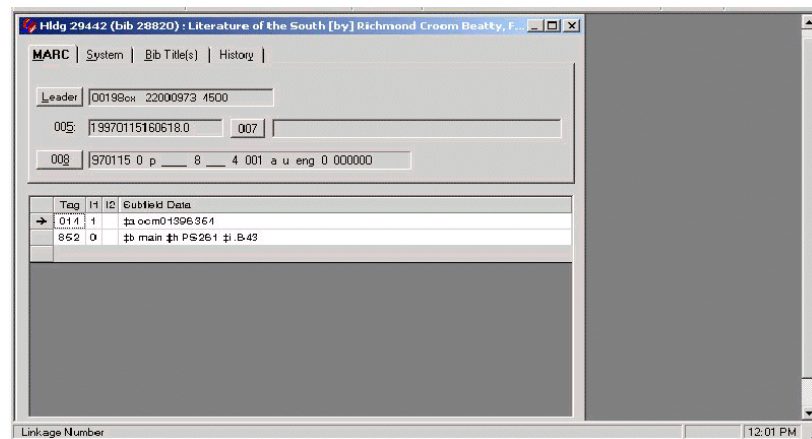 Hldg 29442 (bib 28820) : Literature of the South [by] Richmond Croom Beatty, F...
MARC | System | Bib Title(s) | History |
Leader 00198cx 22000973 4500
005: 19970115160618.0 007
008 970115 0 p ____ 8 ___ 4 001 a u eng 0 000000
Tag I1 I2 Subfield Data
014 1 ‡a ocm01396354
852 0 ‡b main ‡h PS261 ‡i .B43
Linkage Number 12:01 PM